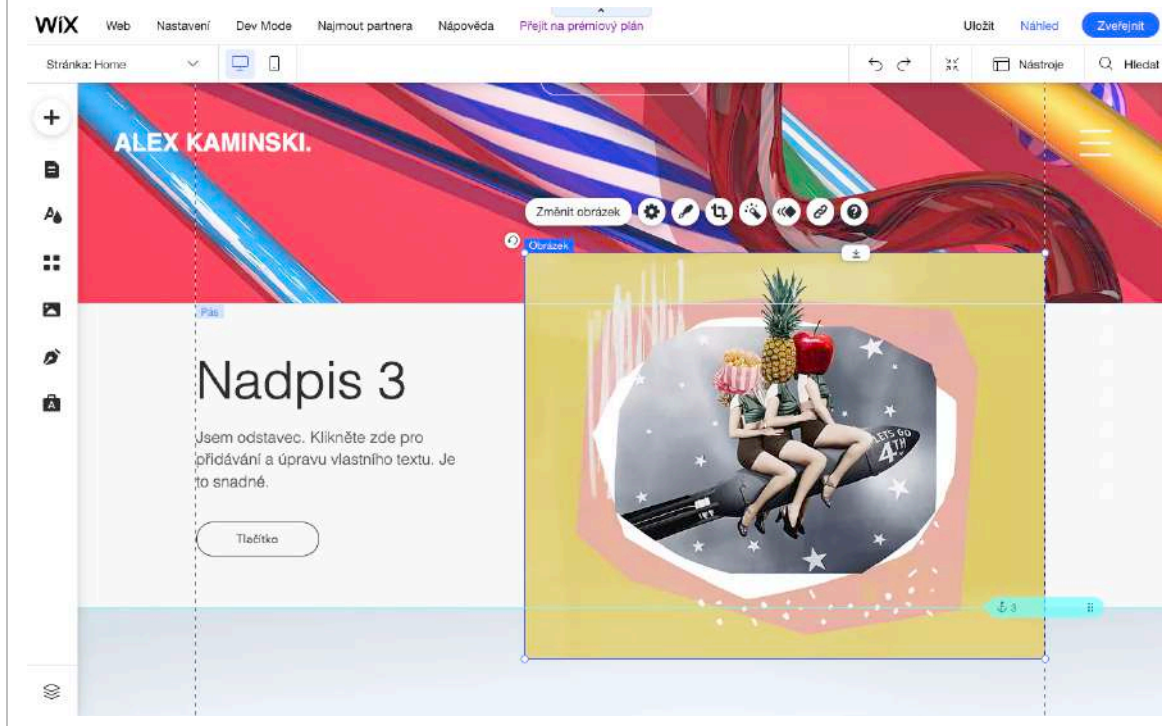 WiX Web Nastavení Dev Mode Najmout partnera Nápověda Přejít na prémiový plán Uložit Náhled Zveřejnit
Stránka: Home Nástroje Hledat
ALEX KAMINSKI.
Změnit obrázek
Obrázek
Pás
Nadpis 3
Jsem odstavec. Klikněte zde pro
přidávání a úpravu vlastního textu. Je
to snadné.
Tlačítko
LETS GO
4TH
3